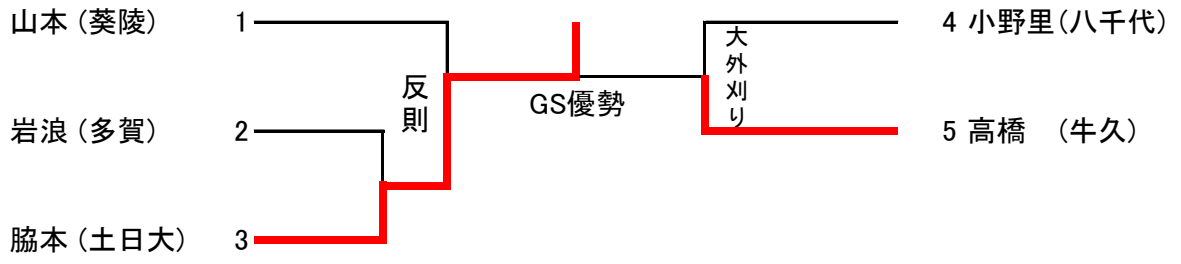 山本（葵陵） 1
岩浪（多賀） 2
脇本（土日大） 3
反則
GS優勢
大外刈り
4 小野里（八千代）
5 高橋　（牛久）